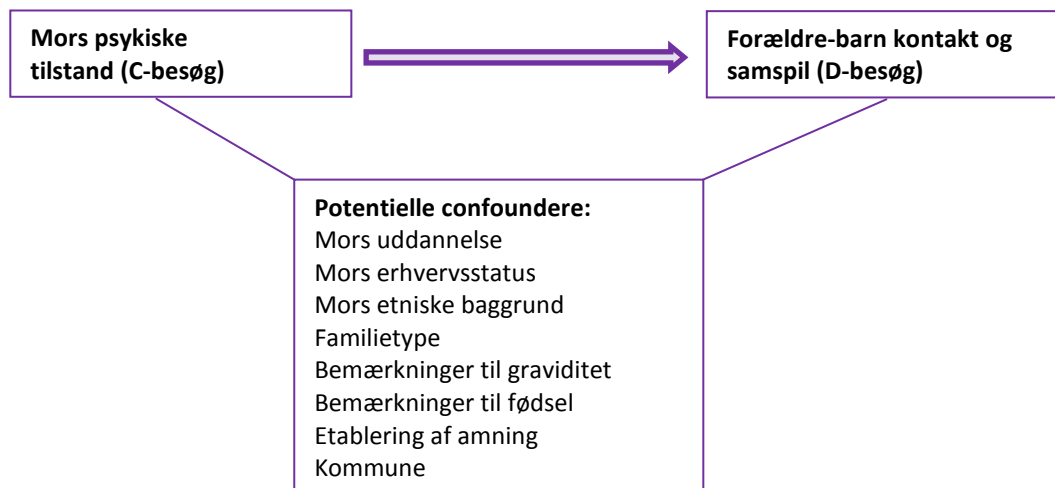 Mors psykiske
tilstand (C-besøg)
Forældre-barn kontakt og
samspil (D-besøg)
Potentielle confoundere:
Mors uddannelse
Mors erhvervsstatus
Mors etniske baggrund
Familietype
Bemærkninger til graviditet
Bemærkninger til fødsel
Etablering af amning
Kommune